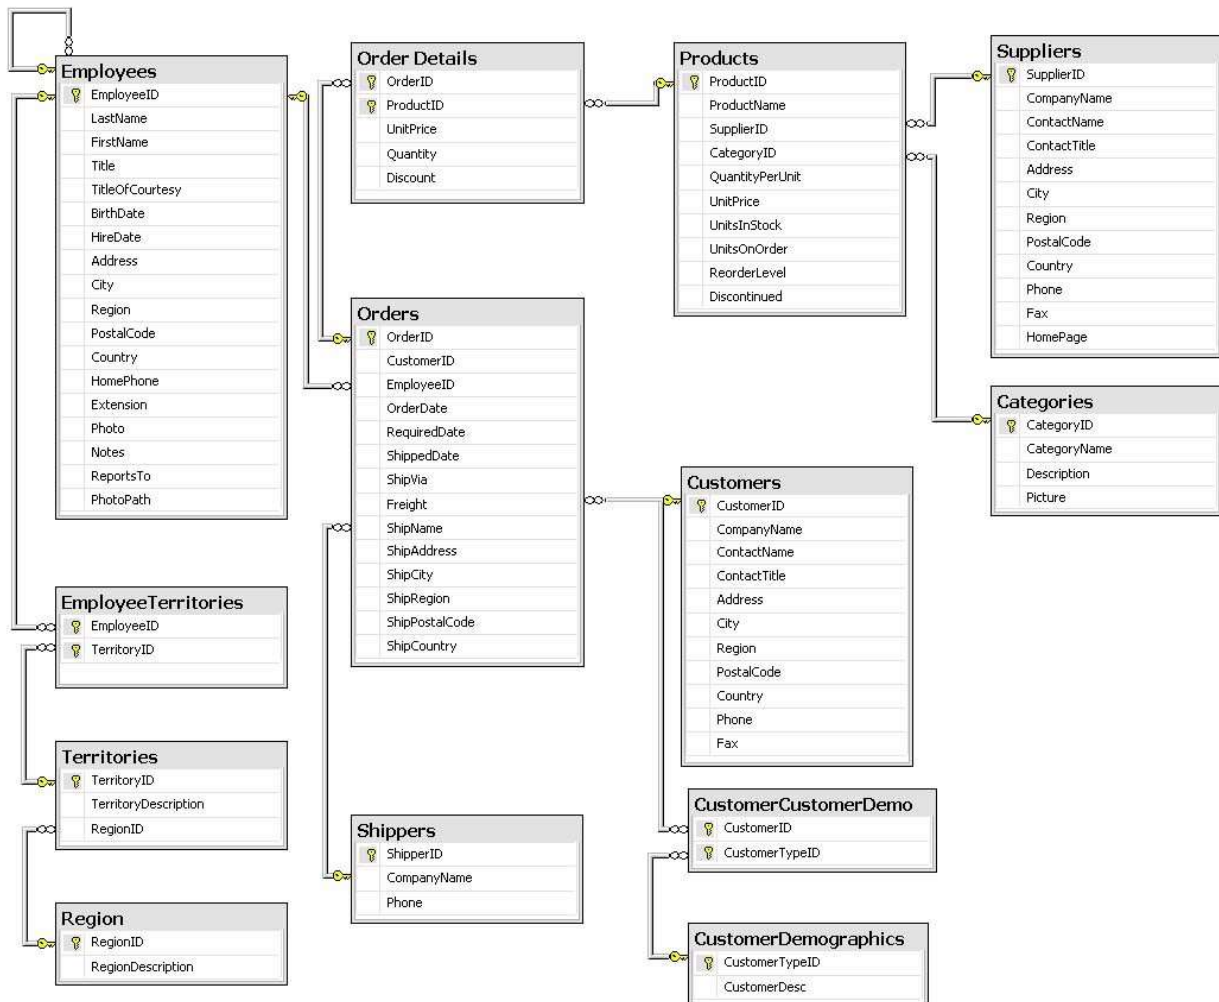 Employees
EmployeeID
LastName
FirstName
Title
TitleOfCourtesy
BirthDate
HireDate
Address
City
Region
PostalCode
Country
HomePhone
Extension
Photo
Notes
ReportsTo
PhotoPath
EmployeeTerritories
EmployeeID
TerritoryID
Territories
TerritoryID
TerritoryDescription
RegionID
Region
RegionID
RegionDescription
Order Details
OrderID
ProductID
UnitPrice
Quantity
Discount
Orders
OrderID
CustomerID
EmployeeID
OrderDate
RequiredDate
ShippedDate
ShipVia
Freight
ShipName
ShipAddress
ShipCity
ShipRegion
ShipPostalCode
ShipCountry
Shippers
ShipperID
CompanyName
Phone
Products
ProductID
ProductName
SupplierID
CategoryID
QuantityPerUnit
UnitPrice
UnitsInStock
UnitsOnOrder
ReorderLevel
Discontinued
Customers
CustomerID
CompanyName
ContactName
ContactTitle
Address
City
Region
PostalCode
Country
Phone
Fax
CustomerCustomerDemo
CustomerID
CustomerTypeID
CustomerDemographics
CustomerTypeID
CustomerDesc
Suppliers
SupplierID
CompanyName
ContactName
ContactTitle
Address
City
Region
PostalCode
Country
Phone
Fax
HomePage
Categories
CategoryID
CategoryName
Description
Picture